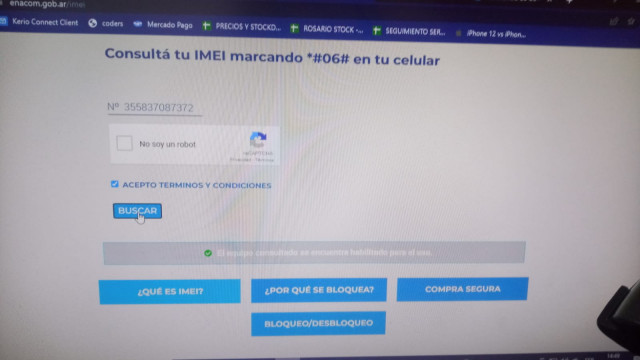 enacom.gob.ar/imei
Kerio Connect Client coders Mercado Pago PRECIOS Y STOCKD... ROSARIO STOCK -... SEGUIMIENTO SER... iPhone 12 vs iPhon...
Consultá tu IMEI marcando *#06# en tu celular
Nº 355837087372
No soy un robot
reCAPTCHA
ACEPTO TERMINOS Y CONDICIONES
BUSCAR
El equipo consultado se encuentra habilitado para el uso.
¿QUÉ ES IMEI? ¿POR QUÉ SE BLOQUEA? COMPRA SEGURA
BLOQUEO/DESBLOQUEO